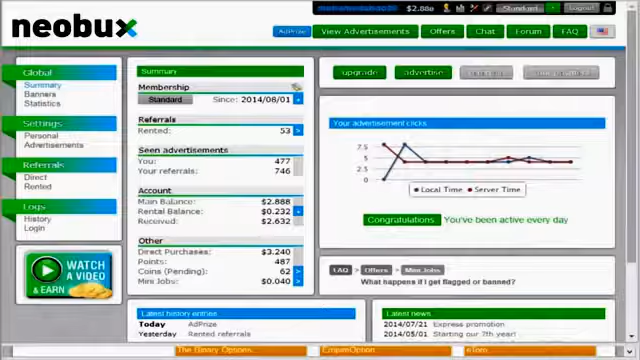 $2.88
Standard
Logout
neobux
AdPrize
View Advertisements
Offers
Chat
Forum
FAQ
Global
Summary
Banners
Statistics
Settings
Personal
Advertisements
Referrals
Direct
Rented
Logs
History
Login
WATCH
A VIDEO
& EARN
Summary
Membership
Standard Since: 2014/08/01
Referrals
Rented: 53
Seen advertisements
You: 477
Your referrals: 746
Account
Main Balance: $2.888
Rental Balance: $0.232
Received: $2.632
Other
Direct Purchases: $3.240
Points: 487
Coins (Pending): 62
Mini Jobs: $0.040
upgrade
advertise
Your advertisement clicks
7.5
5
2.5
0
Local Time Server Time
Congratulations You've been active every day
FAQ Offers Mini Jobs
What happens if I get flagged or banned?
Latest history entries
Today AdPrize
Yesterday Rented referrals
Latest news
2014/07/21 Express promotion
2014/05/01 Starting our 7th year!
The Binary Options..
EmpireOption
eToro